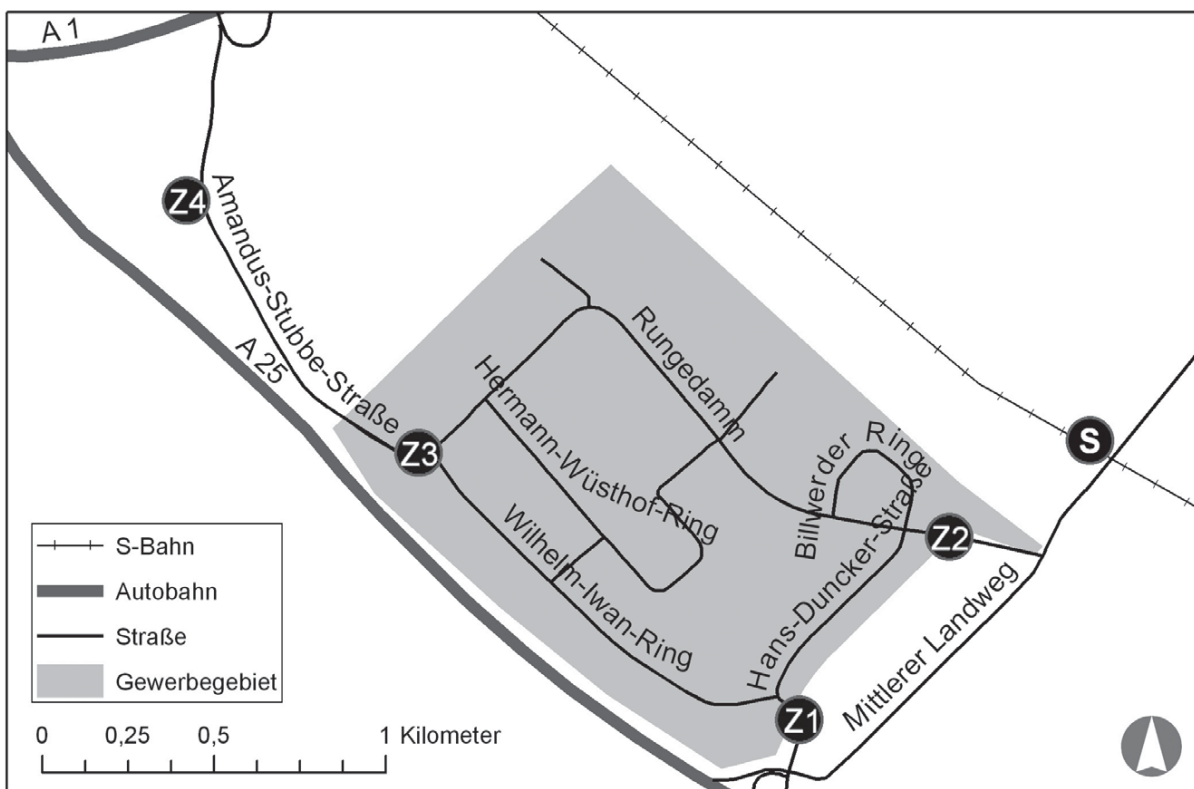 A 1
Z4
Amandus-Stubbe-Straße
A 25
Rungedamm
Hermann-Wüsthof-Ring
Billwerder Ringe
S
Z3
Wilhelm-Iwan-Ring
Hans-Duncker-Straße
Z2
Mittlerer Landweg
Z1
S-Bahn
Autobahn
Straße
Gewerbegebiet
0 0,25 0,5 1 Kilometer